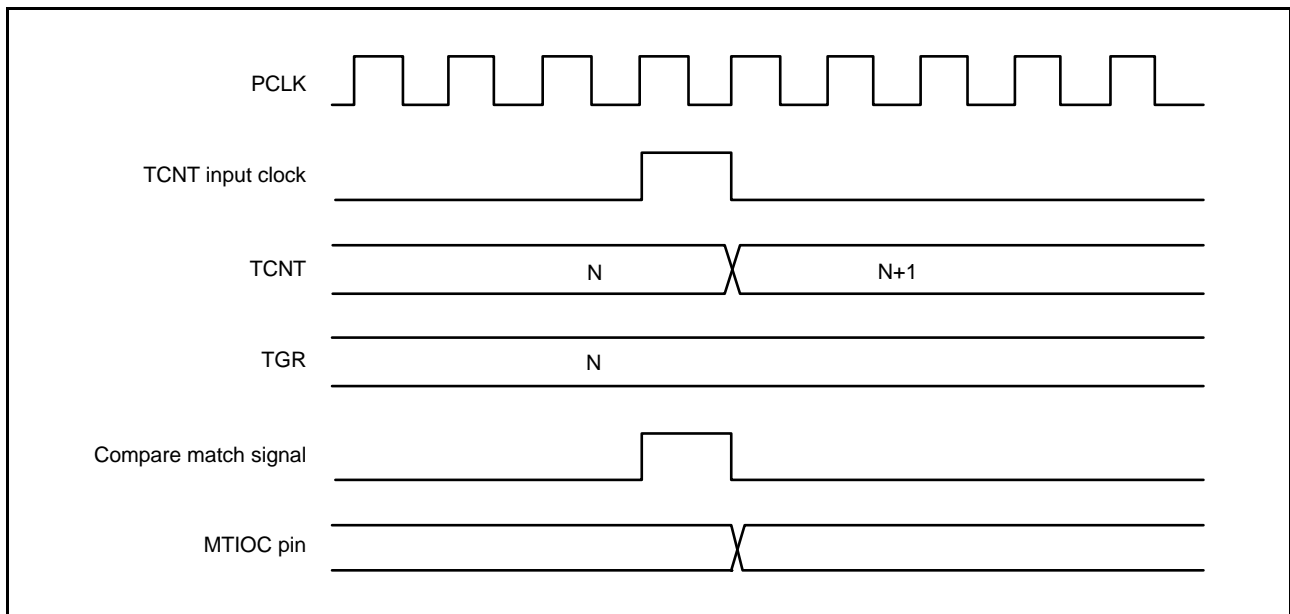 PCLK
TCNT input clock
TCNT
N
N+1
TGR
N
Compare match signal
MTIOC pin